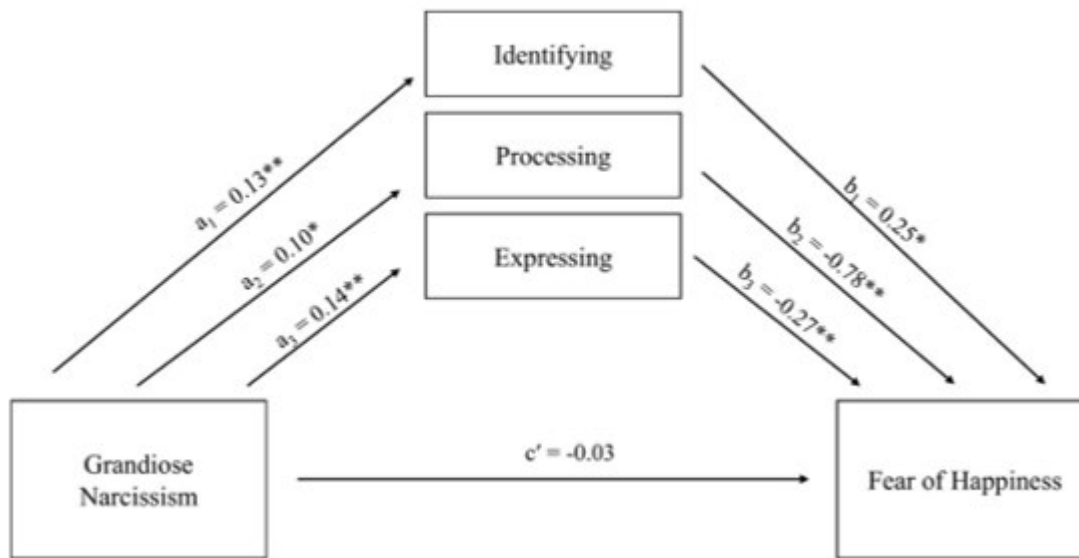 Identifying
Processing
Expressing
a₁ = 0.13**
a₂ = 0.10*
a₃ = 0.14**
b₁ = 0.25*
b₂ = -0.78**
b₃ = -0.27**
Grandiose
Narcissism
c′ = -0.03
Fear of Happiness